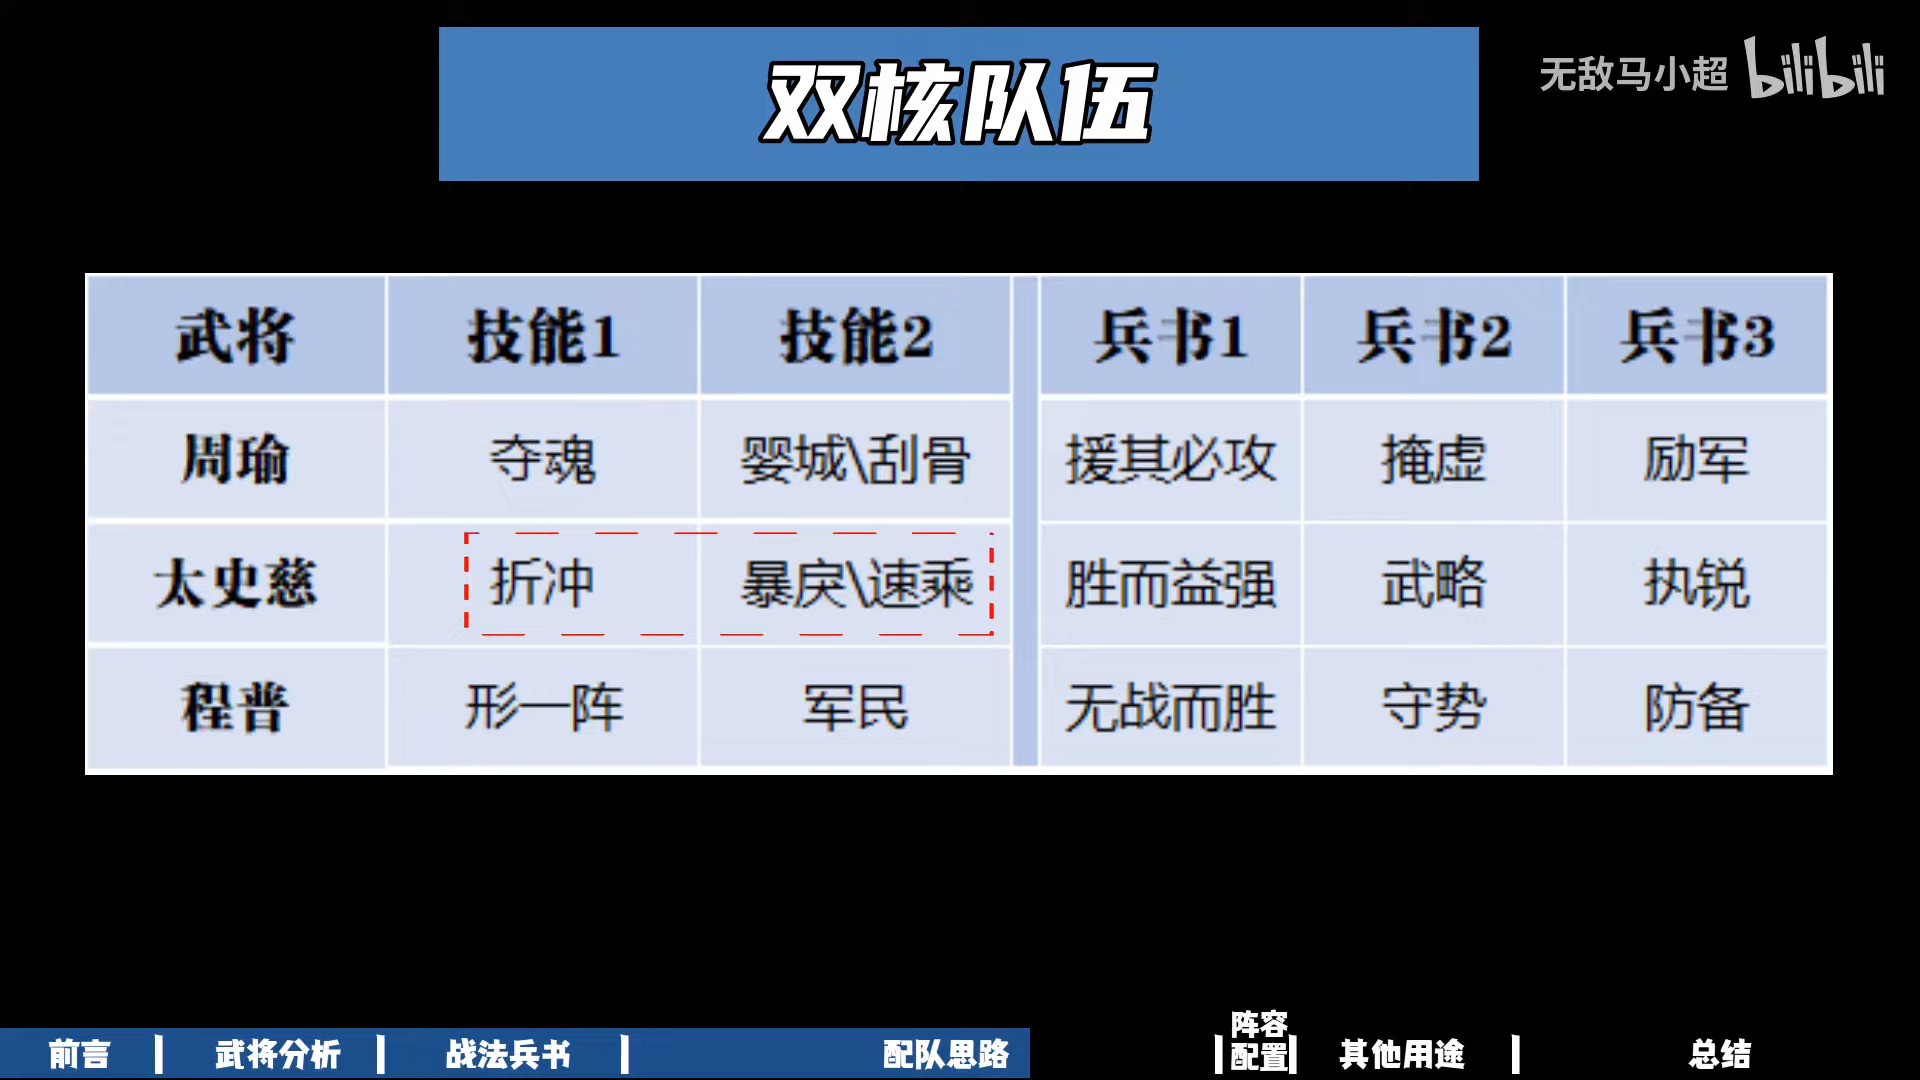 双核队伍
无敌马小超 bilibili
武将 技能1 技能2 兵书1 兵书2 兵书3
周瑜 夺魂 婴城\刮骨 援其必攻 掩虚 励军
太史慈 折冲 暴戾\速乘 胜而益强 武略 执锐
程普 形一阵 军民 无战而胜 守势 防备
前言 武将分析 战法兵书 配队思路 阵容配置 其他用途 总结